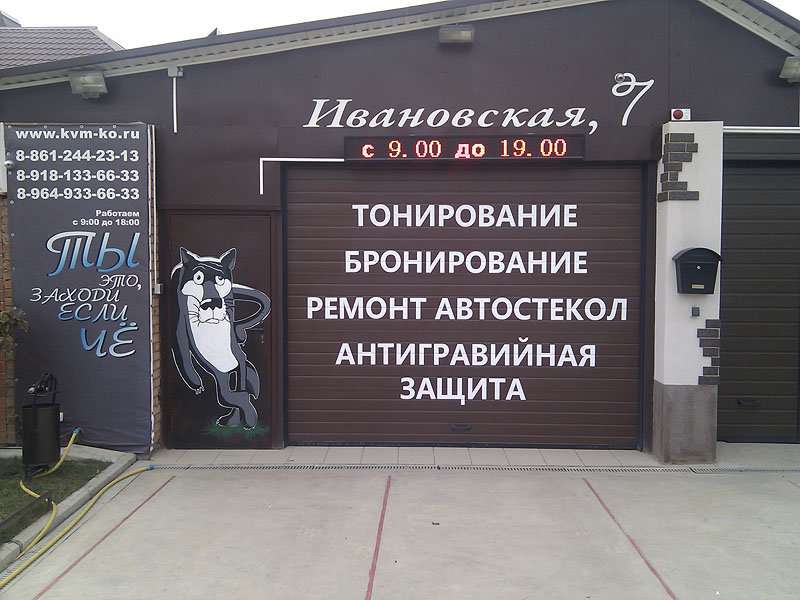 Ивановская, 7
с 9.00 до 19.00
www.kvm-ko.ru
8-861-244-23-13
8-918-133-66-33
8-964-933-66-33
Работаем
с 9:00 до 18:00
ТЫ
ЭТО,
ЗАХОДИ
ЕСЛИ
ЧЁ
ТОНИРОВАНИЕ
БРОНИРОВАНИЕ
РЕМОНТ АВТОСТЕКОЛ
АНТИГРАВИЙНАЯ
ЗАЩИТА